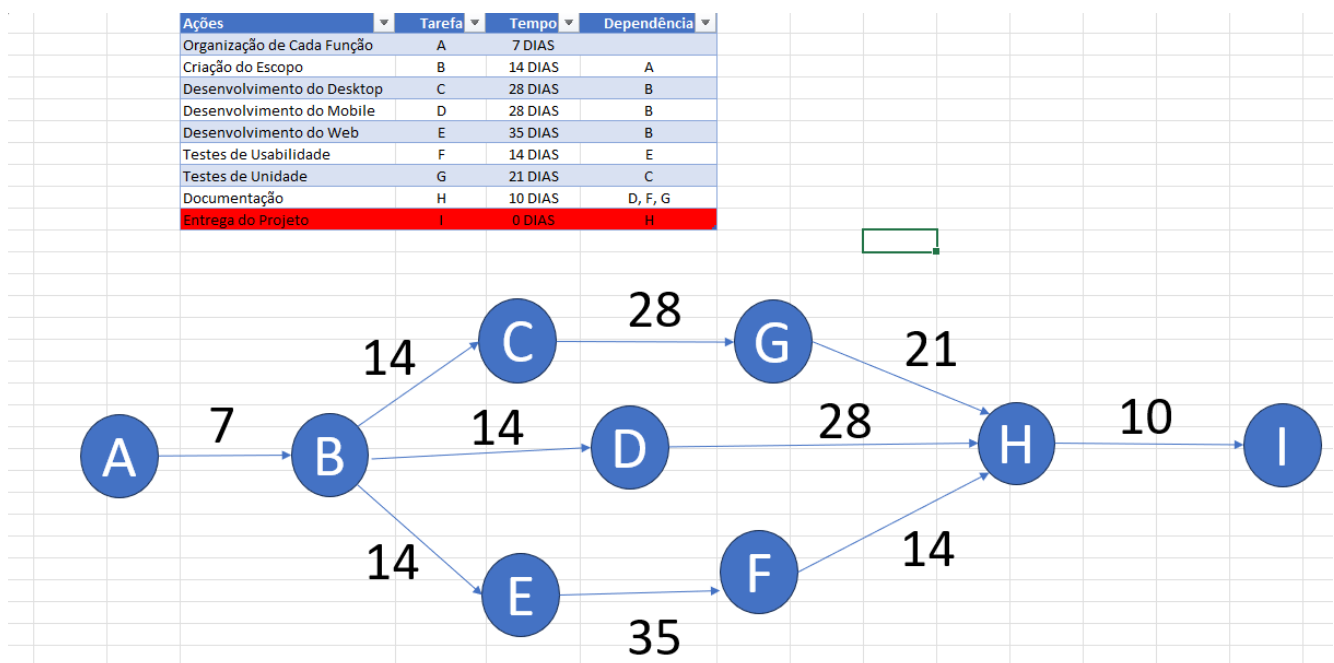 Ações Tarefa Tempo Dependência
Organização de Cada Função A 7 DIAS
Criação do Escopo B 14 DIAS A
Desenvolvimento do Desktop C 28 DIAS B
Desenvolvimento do Mobile D 28 DIAS B
Desenvolvimento do Web E 35 DIAS B
Testes de Usabilidade F 14 DIAS E
Testes de Unidade G 21 DIAS C
Documentação H 10 DIAS D, F, G
Entrega do Projeto I 0 DIAS H
28
C G
14 21
7 14 28 10
A B D H I
14 14
F
E
35